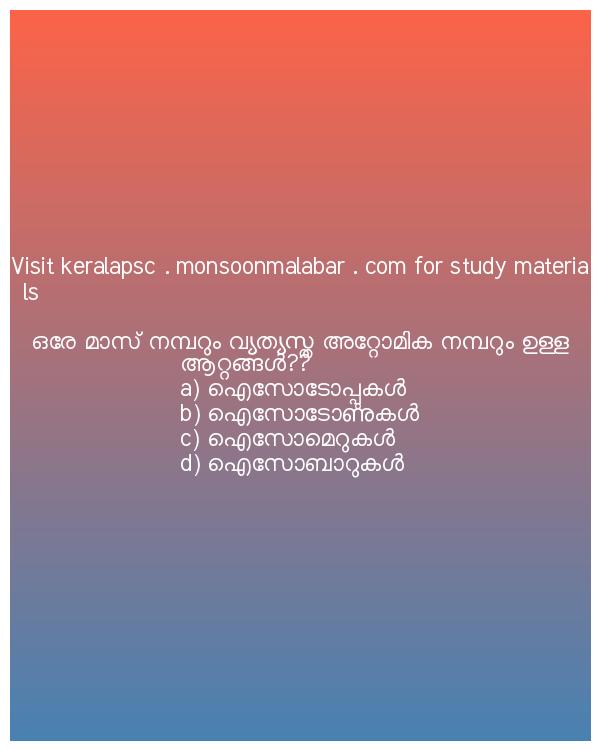 Visit keralapsc . monsoonmalabar . com for study materia
ls
ഒരേ മാസ് നമ്പറും വ്യത്യസ്ത അറ്റോമിക നമ്പറും ഉള്ള
ആറ്റങ്ങൾ??
a) ഐസോടോപ്പുകൾ
b) ഐസോടോണുകൾ
c) ഐസോമെറുകൾ
d) ഐസോബാറുകൾ